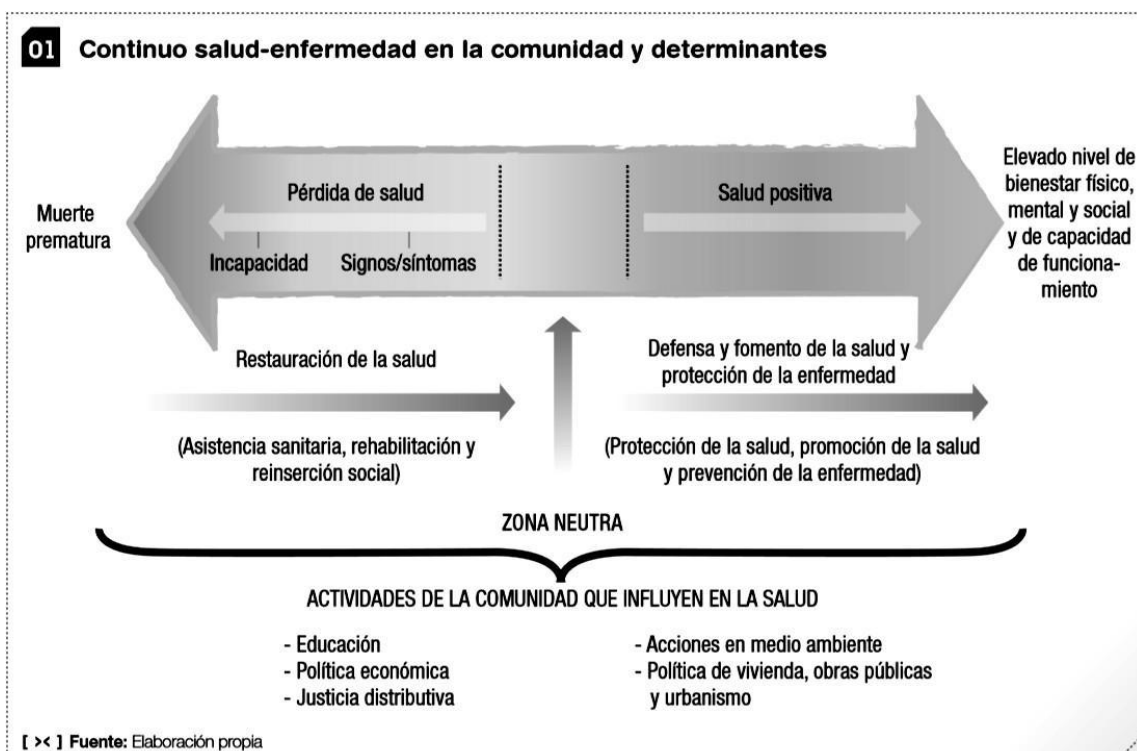 01 Continuo salud-enfermedad en la comunidad y determinantes
Muerte
prematura
Pérdida de salud
Incapacidad
Signos/síntomas
Salud positiva
Elevado nivel de
bienestar físico,
mental y social
y de capacidad
de funciona-
miento
Restauración de la salud
(Asistencia sanitaria, rehabilitación y
reinserción social)
Defensa y fomento de la salud y
protección de la enfermedad
(Protección de la salud, promoción de la salud
y prevención de la enfermedad)
ZONA NEUTRA
ACTIVIDADES DE LA COMUNIDAD QUE INFLUYEN EN LA SALUD
- Educación
- Política económica
- Justicia distributiva
- Acciones en medio ambiente
- Política de vivienda, obras públicas
y urbanismo
[ >< ] Fuente: Elaboración propia